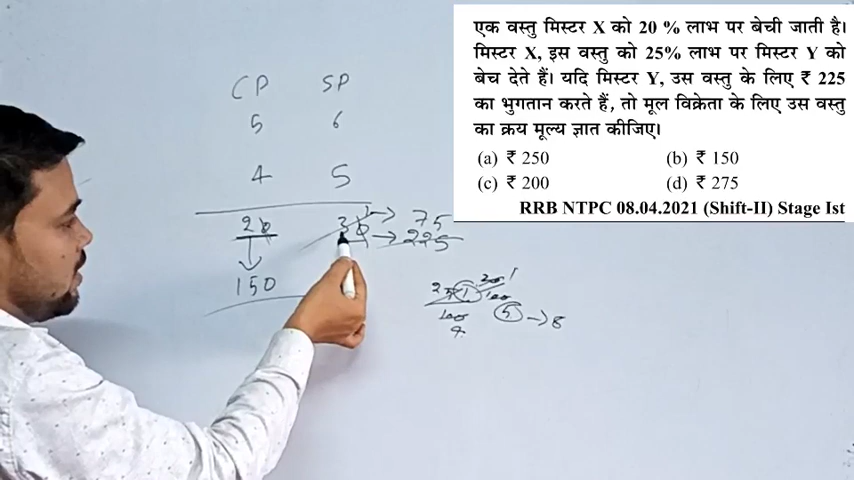 एक वस्तु मिस्टर X को 20 % लाभ पर बेची जाती है।
मिस्टर X, इस वस्तु को 25% लाभ पर मिस्टर Y को
बेच देते हैं। यदि मिस्टर Y, उस वस्तु के लिए ₹ 225
का भुगतान करते हैं, तो मूल विक्रेता के लिए उस वस्तु
का क्रय मूल्य ज्ञात कीजिए।
(a) ₹ 250 (b) ₹ 150
(c) ₹ 200 (d) ₹ 275
RRB NTPC 08.04.2021 (Shift-II) Stage Ist
CP SP
5 6
4 5
20 30 → 75
→ 225
150
100